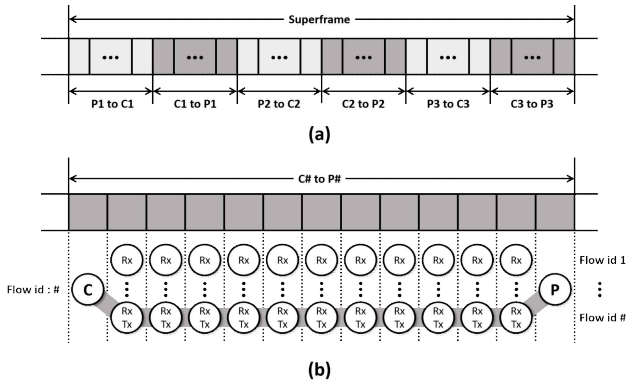 Superframe
... ... ... ... ... ...
P1 to C1 C1 to P1 P2 to C2 C2 to P2 P3 to C3 C3 to P3
(a)
C# to P#
Rx Rx Rx Rx Rx Rx Rx Rx Rx Rx Rx Flow id 1
Flow id : # C P
Rx Rx Rx Rx Rx Rx Rx Rx Rx Rx Rx Flow id #
Tx Tx Tx Tx Tx Tx Tx Tx Tx Tx Tx
(b)